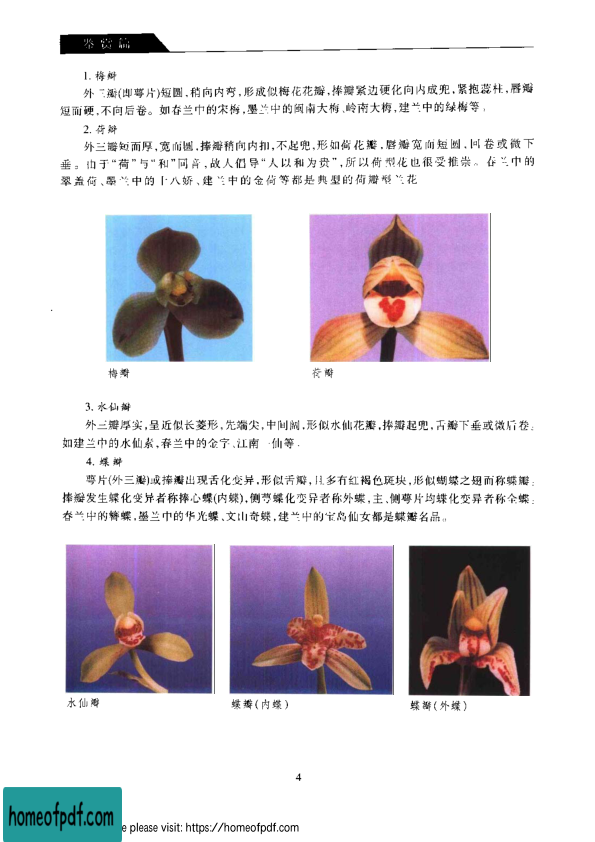 鉴赏篇
1. 梅瓣
外三瓣(即萼片)短圆,稍向内弯,形成似梅花花瓣,捧瓣紧边硬化向内成兜,紧抱蕊柱,唇瓣
短而硬,不向后卷。如春兰中的宋梅,墨兰中的闽南大梅、岭南大梅,建兰中的绿梅等。
2. 荷瓣
外三瓣短而厚,宽而圆,捧瓣稍向内扣,不起兜,形如荷花瓣,唇瓣宽而短圆、回卷或微下
垂。由于“荷”与“和”同音,故人倡导“人以和为贵”,所以荷型花也很受推崇。春兰中的
翠盖荷、墨兰中的十八娇、建兰中的金荷等都是典型的荷瓣型兰花
梅瓣
荷瓣
3. 水仙瓣
外三瓣厚实,呈近似长菱形,先端尖,中间阔,形似水仙花瓣,捧瓣起兜,舌瓣下垂或微后卷。
如建兰中的水仙素,春兰中的金字、江南一仙等.
4. 蝶瓣
萼片(外三瓣)或捧瓣出现舌化变异,形似舌瓣,且多有红褐色斑块,形似蝴蝶之翅而称蝶瓣。
捧瓣发生蝶化变异者称捧心蝶(内蝶),侧萼蝶化变异者称外蝶,主、侧萼片均蝶化变异者称全蝶。
春兰中的簪蝶,墨兰中的华光蝶、文山奇蝶,建兰中的宝岛仙女都是蝶瓣名品。
水仙瓣
蝶瓣(内蝶)
蝶瓣(外蝶)
4
homeofpdf.com
e please visit: https://homeofpdf.com